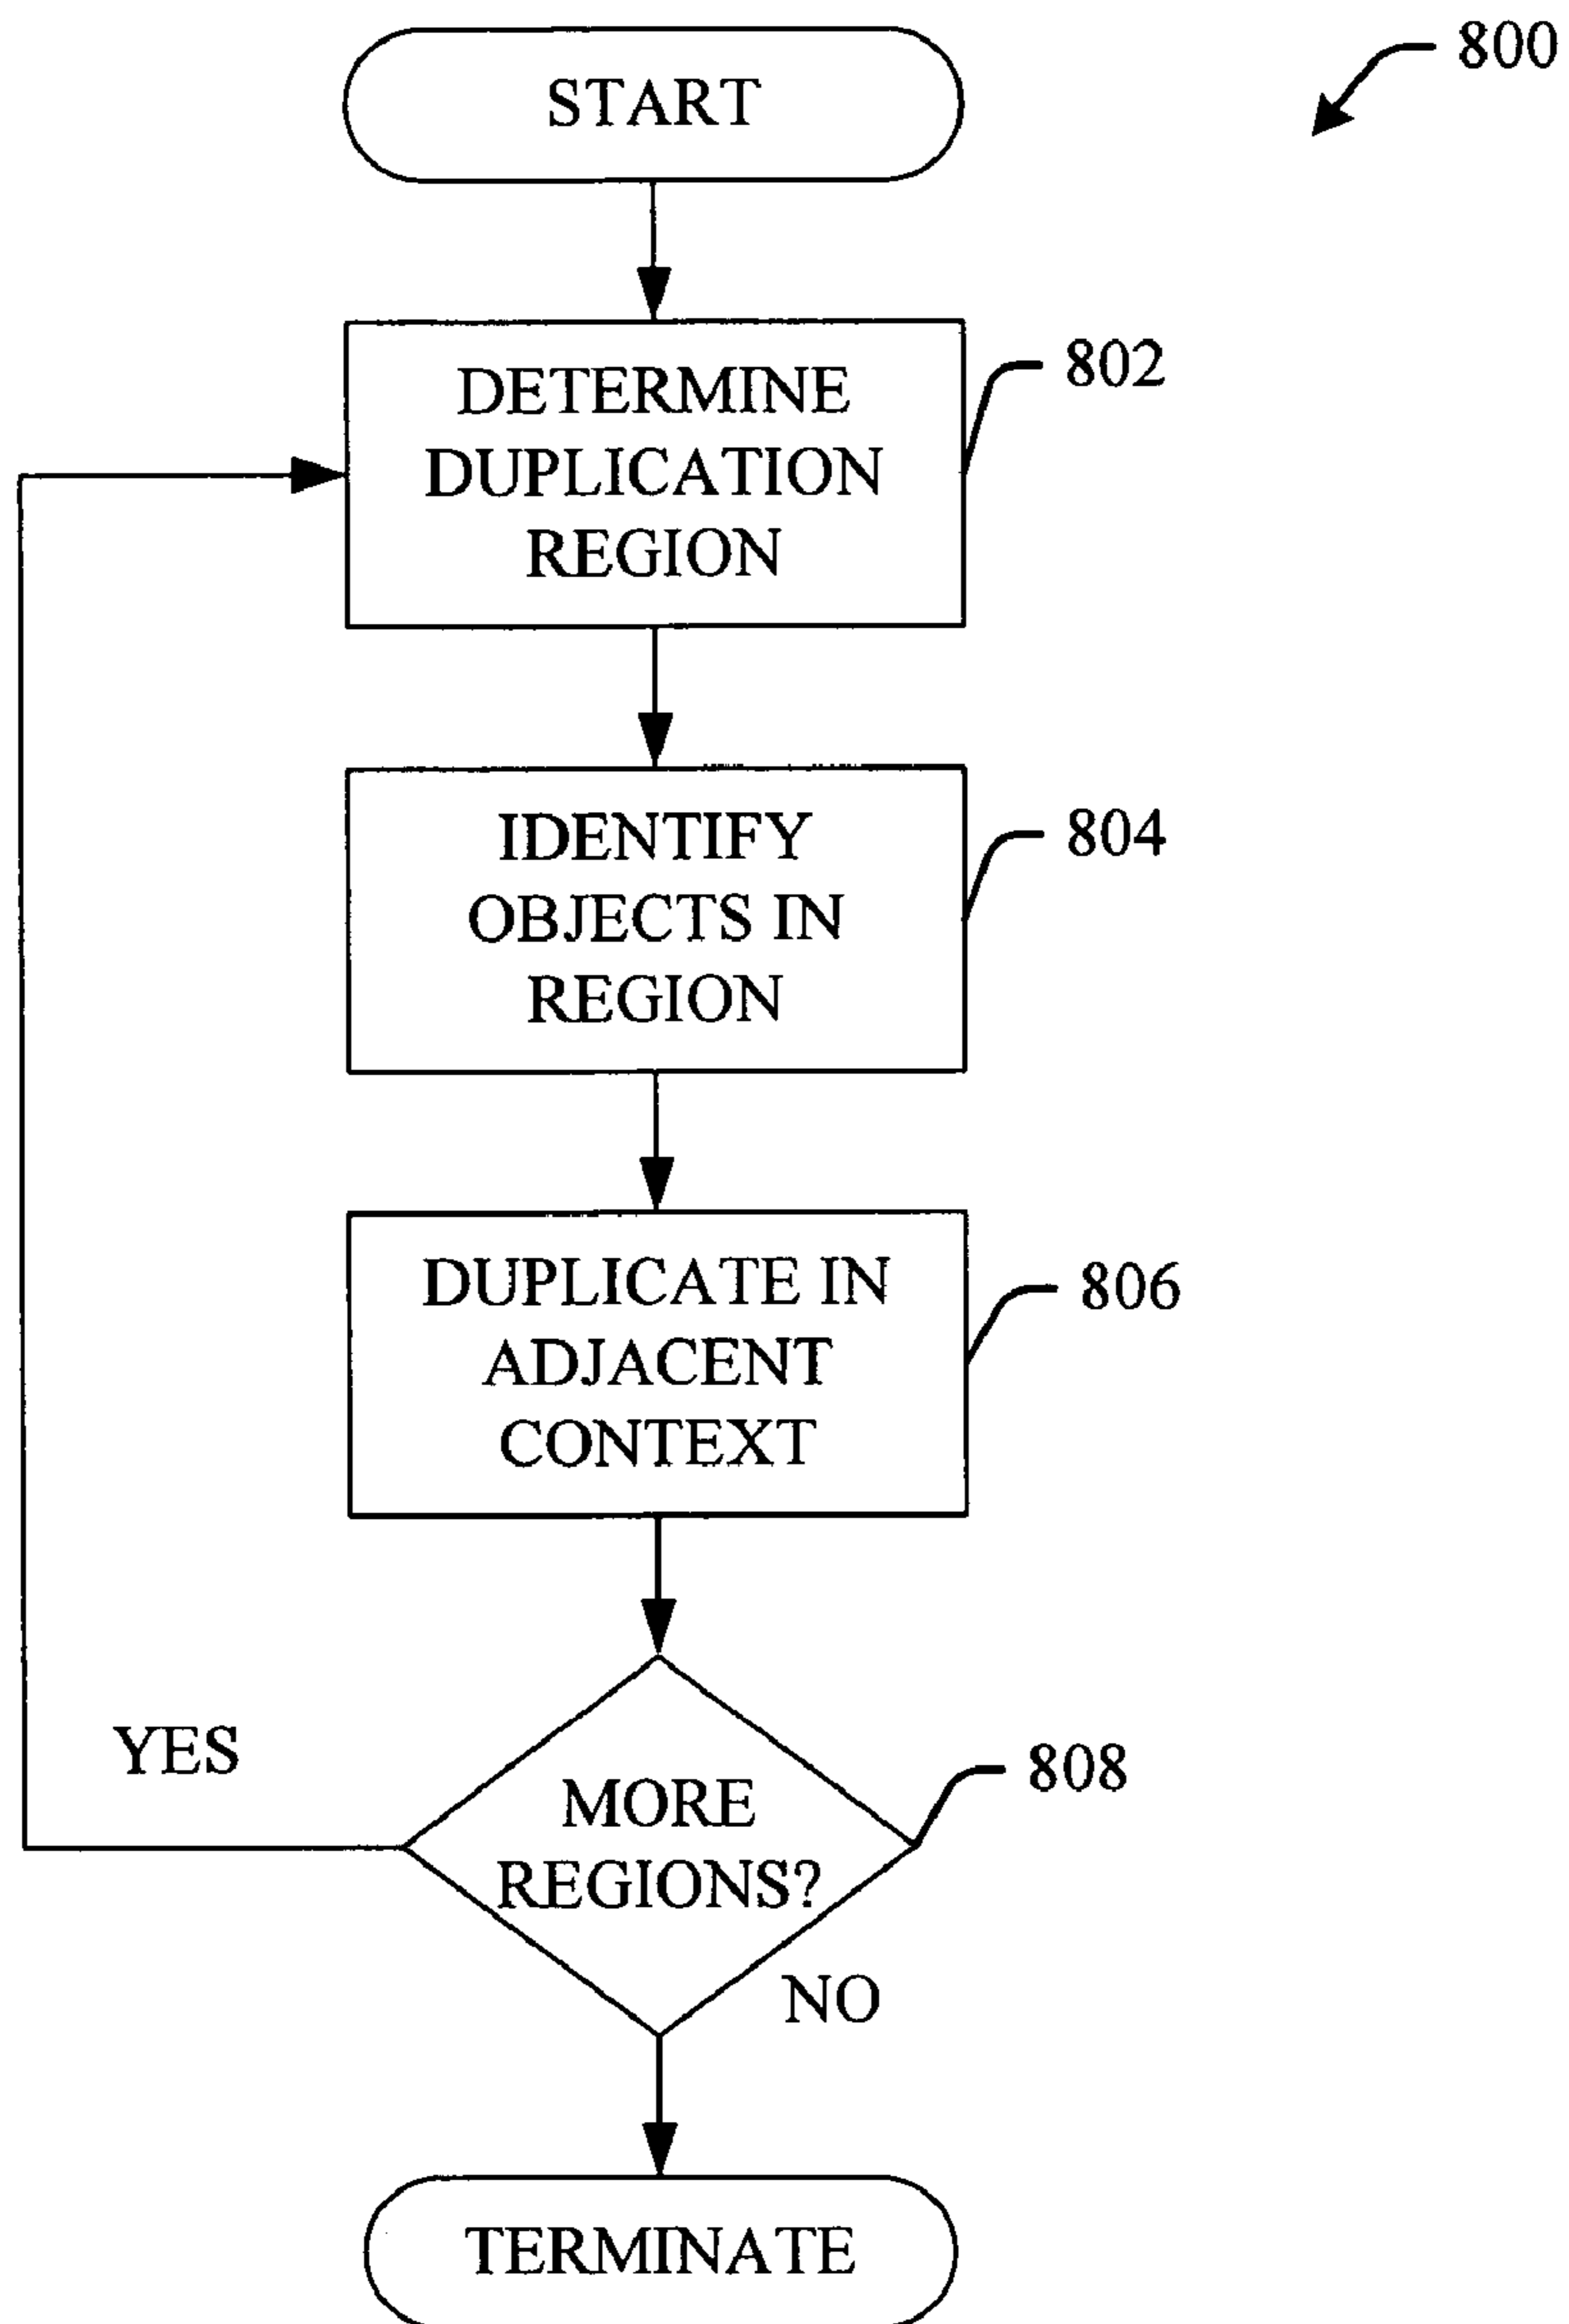 800
START
802
DETERMINE
DUPLICATION
REGION
804
IDENTIFY
OBJECTS IN
REGION
806
DUPLICATE IN
ADJACENT
CONTEXT
YES
808
MORE
REGIONS?
NO
TERMINATE